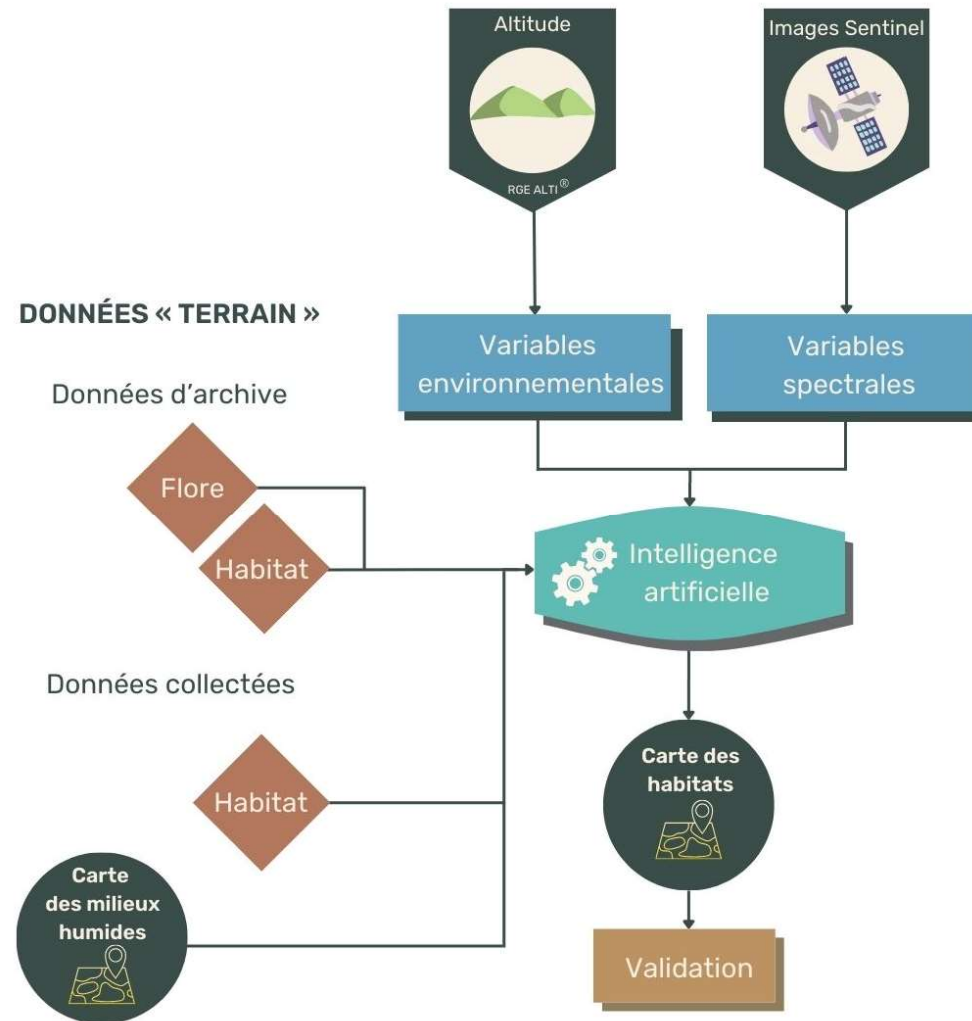 Altitude
RGE ALTI®
Images Sentinel
Variables
environnementales
Variables
spectrales
DONNÉES « TERRAIN »
Données d’archive
Flore
Habitat
Intelligence
artificielle
Données collectées
Habitat
Carte
des milieux
humides
Carte des
habitats
Validation